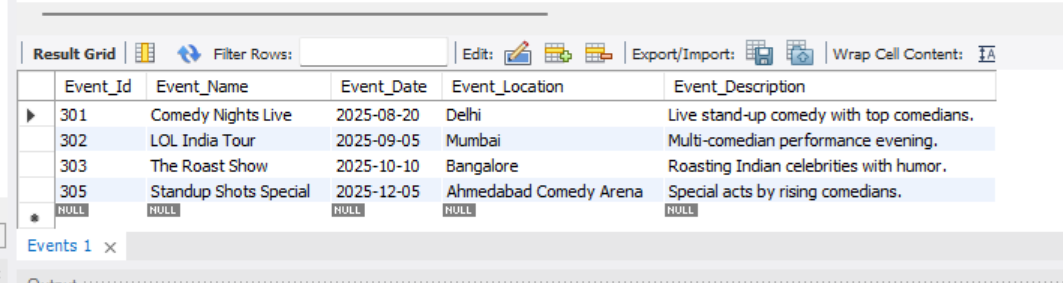 Result Grid Filter Rows: Edit: Export/Import: Wrap Cell Content: IA
Event_Id Event_Name Event_Date Event_Location Event_Description
301 Comedy Nights Live 2025-08-20 Delhi Live stand-up comedy with top comedians.
302 LOL India Tour 2025-09-05 Mumbai Multi-comedian performance evening.
303 The Roast Show 2025-10-10 Bangalore Roasting Indian celebrities with humor.
305 Standup Shots Special 2025-12-05 Ahmedabad Comedy Arena Special acts by rising comedians.
NULL NULL NULL NULL NULL
Events 1